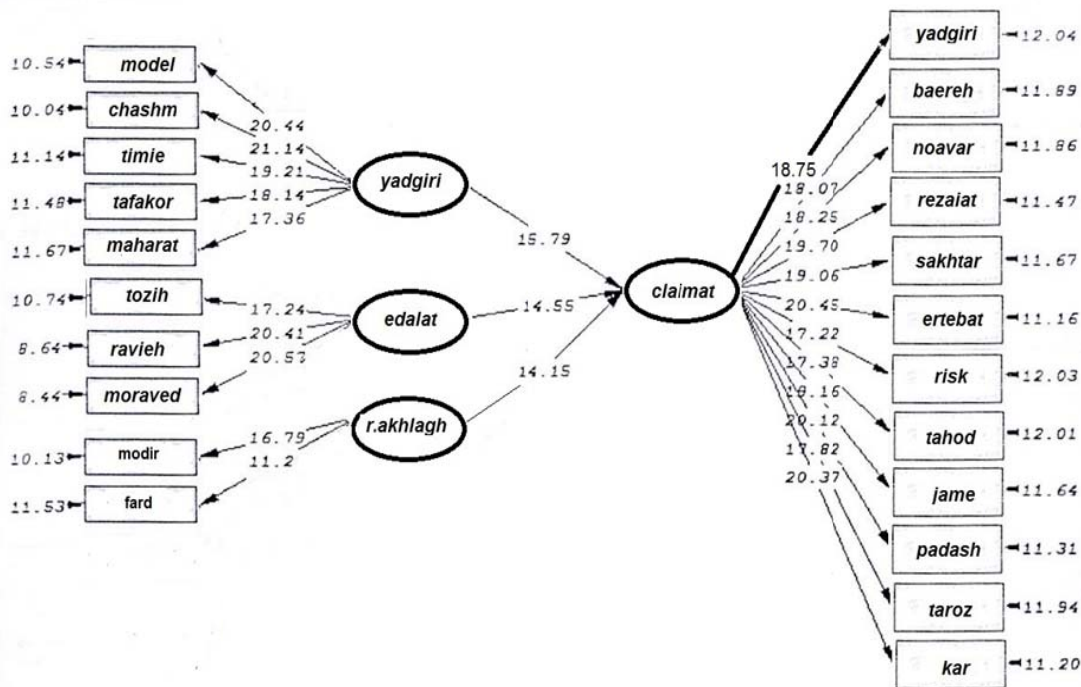 10.54
model
10.04
chashm
11.14
timie
11.48
tafakor
11.67
maharat
10.74
tozih
8.64
ravieh
8.44
moraved
10.13
modir
11.53
fard
20.44
21.14
19.21
18.14
17.36
17.24
20.41
20.57
16.79
11.2
yadgiri
edalat
r.akhlagh
15.79
14.55
14.15
claimat
18.75
18.07
18.25
19.70
19.06
20.45
17.22
17.38
18.16
20.12
17.82
20.37
yadgiri
12.04
baereh
11.89
noavar
11.86
rezaiat
11.47
sakhtar
11.67
ertebat
11.16
risk
12.03
tahod
12.01
jame
11.64
padash
11.31
taroz
11.94
kar
11.20